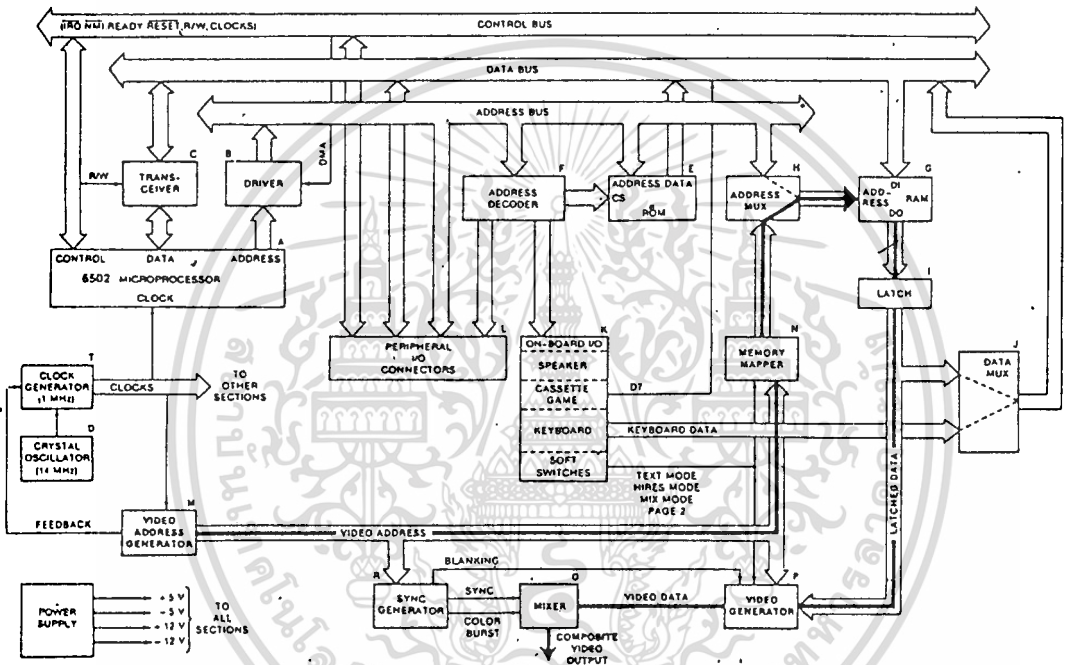 (IRQ NMI) READY RESET, R/W, CLOCKS)
CONTROL BUS
DATA BUS
ADDRESS BUS
R/W
C
TRANS-
CEIVER
B
DRIVER
DMA
A
CONTROL DATA ADDRESS
6502 MICROPROCESSOR
CLOCK
F
ADDRESS
DECODER
E
ADDRESS DATA
CS
ROM
H
ADDRESS
MUX
G
DI
ADD-
RESS
RAM
DO
I
LATCH
L
PERIPHERAL
I/O
CONNECTORS
K
ON-BOARD I/O
SPEAKER
CASSETTE
GAME
KEYBOARD
SOFT
SWITCHES
D7
KEYBOARD DATA
TEXT MODE
HIRES MODE
MIX MODE
PAGE 2
N
MEMORY
MAPPER
J
DATA
MUX
LATCHED DATA
T
CLOCK
GENERATOR
(1 MHz)
CLOCKS
TO
OTHER
SECTIONS
D
CRYSTAL
OSCILLATOR
(14 MHz)
FEEDBACK
M
VIDEO
ADDRESS
GENERATOR
VIDEO ADDRESS
BLANKING
R
SYNC
GENERATOR
SYNC
COLOR
BURST
MIXER
VIDEO DATA
P
VIDEO
GENERATOR
COMPOSITE
VIDEO
OUTPUT
POWER
SUPPLY
+5 V
-5 V
+12 V
-12 V
TO
ALL
SECTIONS